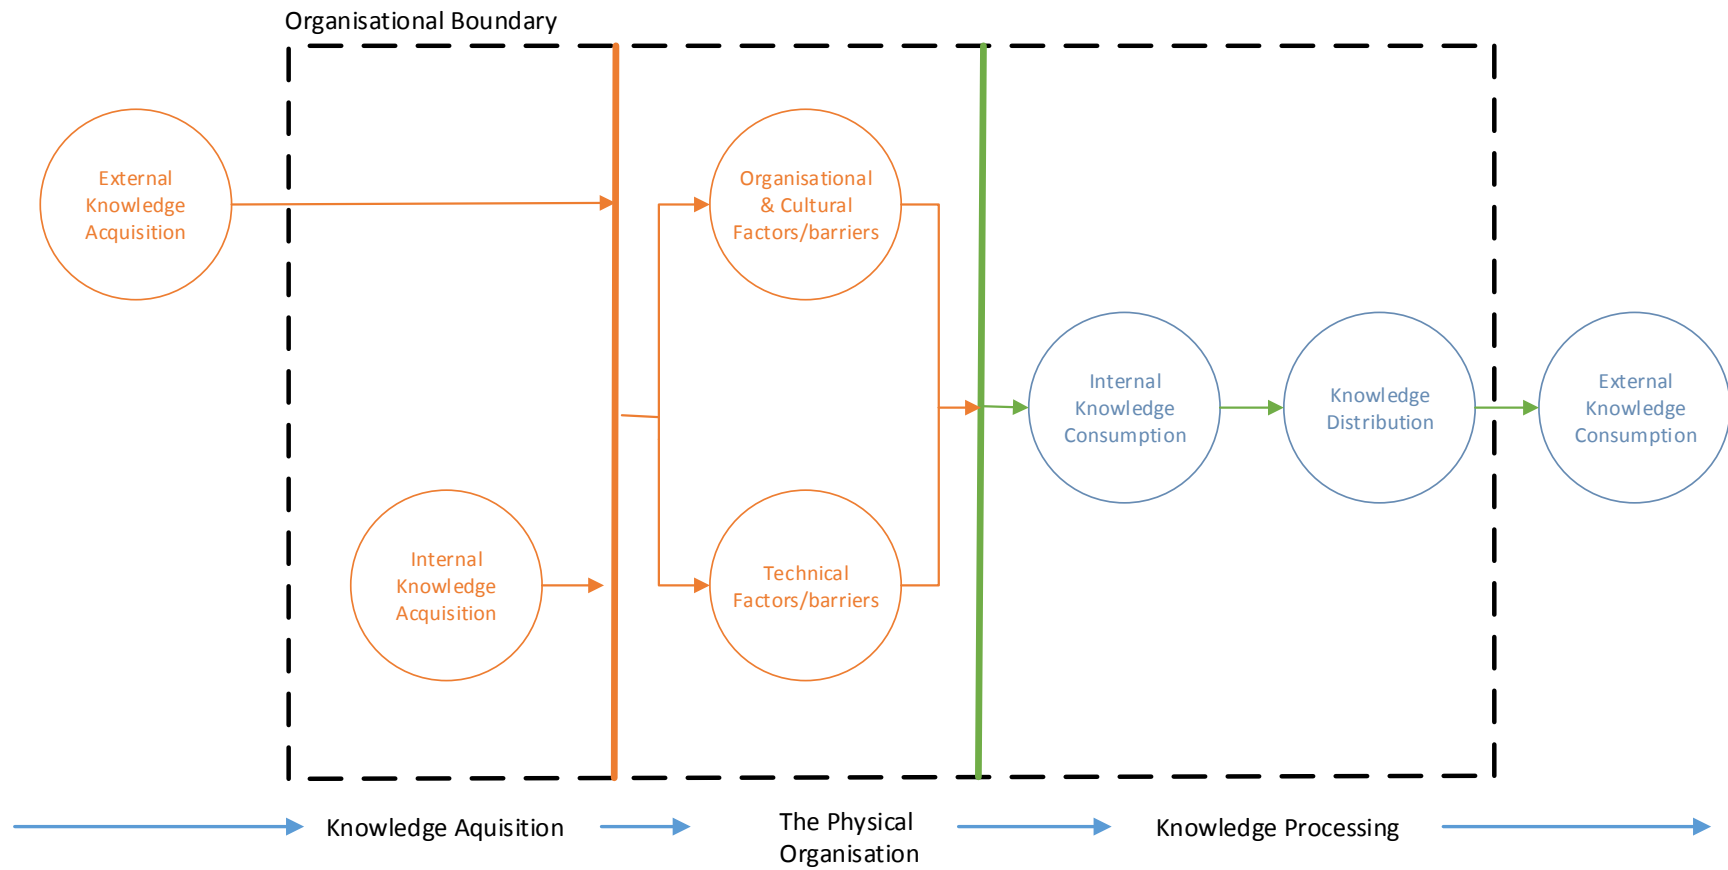 Organisational Boundary
External
Knowledge
Acquisition
Organisational
& Cultural
Factors/barriers
Internal
Knowledge
Consumption
Knowledge
Distribution
External
Knowledge
Consumption
Internal
Knowledge
Acquisition
Technical
Factors/barriers
Knowledge Aquisition
The Physical
Organisation
Knowledge Processing